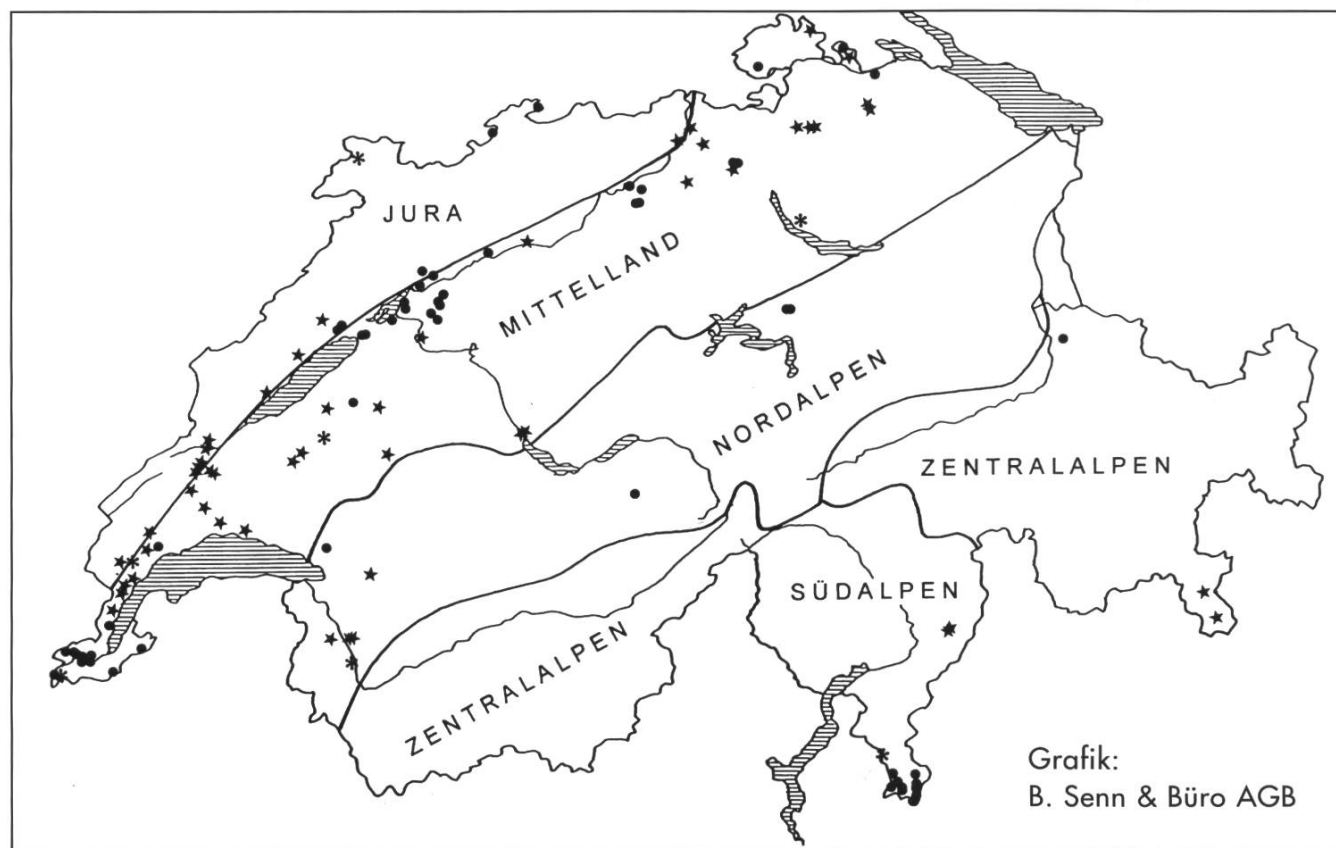 JURA
MITTELLAND
NORDALPEN
ZENTRALALPEN
SÜDALPEN
ZENTRALALPEN
Grafik:
B. Senn & Büro AGB